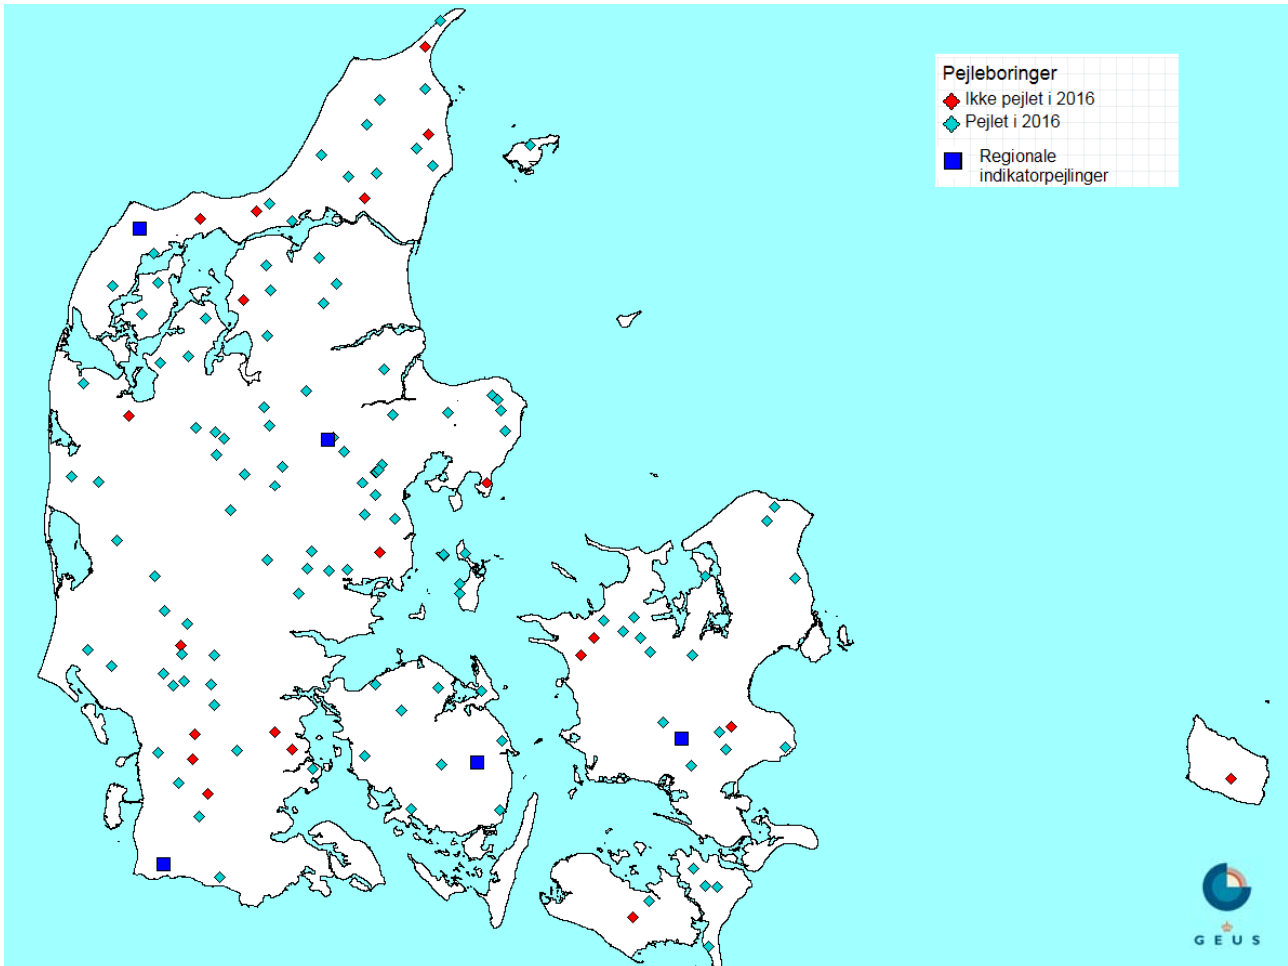 Pejleboringer
Ikke pejlet i 2016
Pejlet i 2016
Regionale
indikatorpejlinger
GEUS